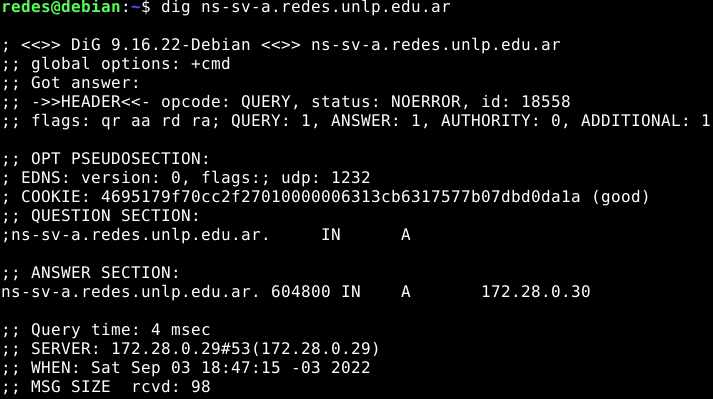 redes@debian:~$ dig ns-sv-a.redes.unlp.edu.ar
; <<>> DiG 9.16.22-Debian <<>> ns-sv-a.redes.unlp.edu.ar
;; global options: +cmd
;; Got answer:
;; ->>HEADER<<- opcode: QUERY, status: NOERROR, id: 18558
;; flags: qr aa rd ra; QUERY: 1, ANSWER: 1, AUTHORITY: 0, ADDITIONAL: 1
;; OPT PSEUDOSECTION:
; EDNS: version: 0, flags:; udp: 1232
; COOKIE: 4695179f70cc2f27010000006313cb6317577b07dbd0da1a (good)
;; QUESTION SECTION:
;ns-sv-a.redes.unlp.edu.ar. IN A
;; ANSWER SECTION:
ns-sv-a.redes.unlp.edu.ar. 604800 IN A 172.28.0.30
;; Query time: 4 msec
;; SERVER: 172.28.0.29#53(172.28.0.29)
;; WHEN: Sat Sep 03 18:47:15 -03 2022
;; MSG SIZE  rcvd: 98